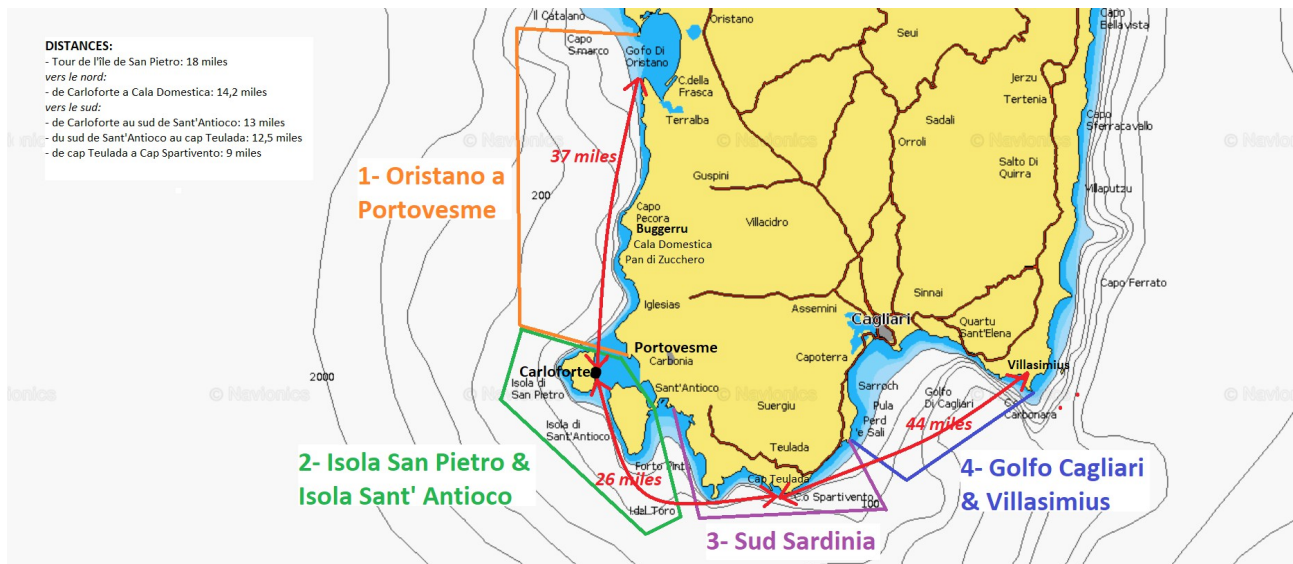 DISTANCES:
- Tour de l'île de San Pietro: 18 miles
vers le nord:
- de Carloforte a Cala Domestica: 14,2 miles
vers le sud:
- de Carloforte au sud de Sant'Antioco: 13 miles
- du sud de Sant'Antioco au cap Teulada: 12,5 miles
- de cap Teulada a Cap Spartivento: 9 miles
Il Catalano
Capo
S.marco
Oristano
Gofo Di
Oristano
C.della
Frasca
Terralba
Seui
Capo
Bellavista
Jerzu
Tertenia
Capo
Sferracavallo
Sadali
Orroli
Salto Di
Quirra
Villaputzu
© Navionics
© Navionics
© Navionics
37 miles
1- Oristano a
Portovesme
200
Guspini
Villacidro
Capo
Pecora
Buggerru
Cala Domestica
Pan di Zucchero
Iglesias
Assemini
Sinnai
Capo Ferrato
Cagliari
Quartu
Sant'Elena
Portovesme
Carbonia
Capoterra
Villasimius
Carloforte
2000
Isola di
San Pietro
Sant'Antioco
Sarroch
Golfo
Di Cagliari
© Navionics
© Navionics
Carbonara
Suergiu
Pula
Perd
'e Sali
Isola di
Sant'Antioco
44 miles
Teulada
2- Isola San Pietro &
Isola Sant' Antioco
26 miles
Cap Teulada
4- Golfo Cagliari
& Villasimius
C.o Spartivento
100
I.del Toro
3- Sud Sardinia